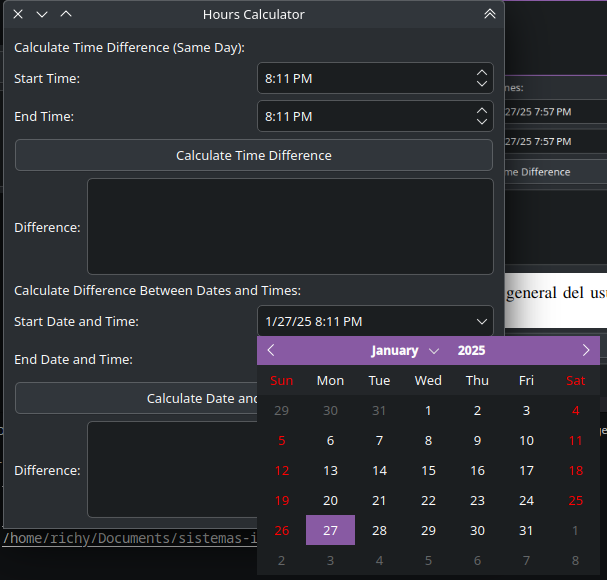 Hours Calculator
Calculate Time Difference (Same Day):
Start Time:
8:11 PM
End Time:
8:11 PM
Calculate Time Difference
Difference:
Calculate Difference Between Dates and Times:
Start Date and Time:
1/27/25 8:11 PM
End Date and Time:
Calculate Date an
Difference:
January 2025
Sun Mon Tue Wed Thu Fri Sat
29 30 31 1 2 3 4
5 6 7 8 9 10 11
12 13 14 15 16 17 18
19 20 21 22 23 24 25
26 27 28 29 30 31 1
2 3 4 5 6 7 8
mes:
27/25 7:57 PM
27/25 7:57 PM
me Difference
general del us
/home/richy/Documents/sistemas-i